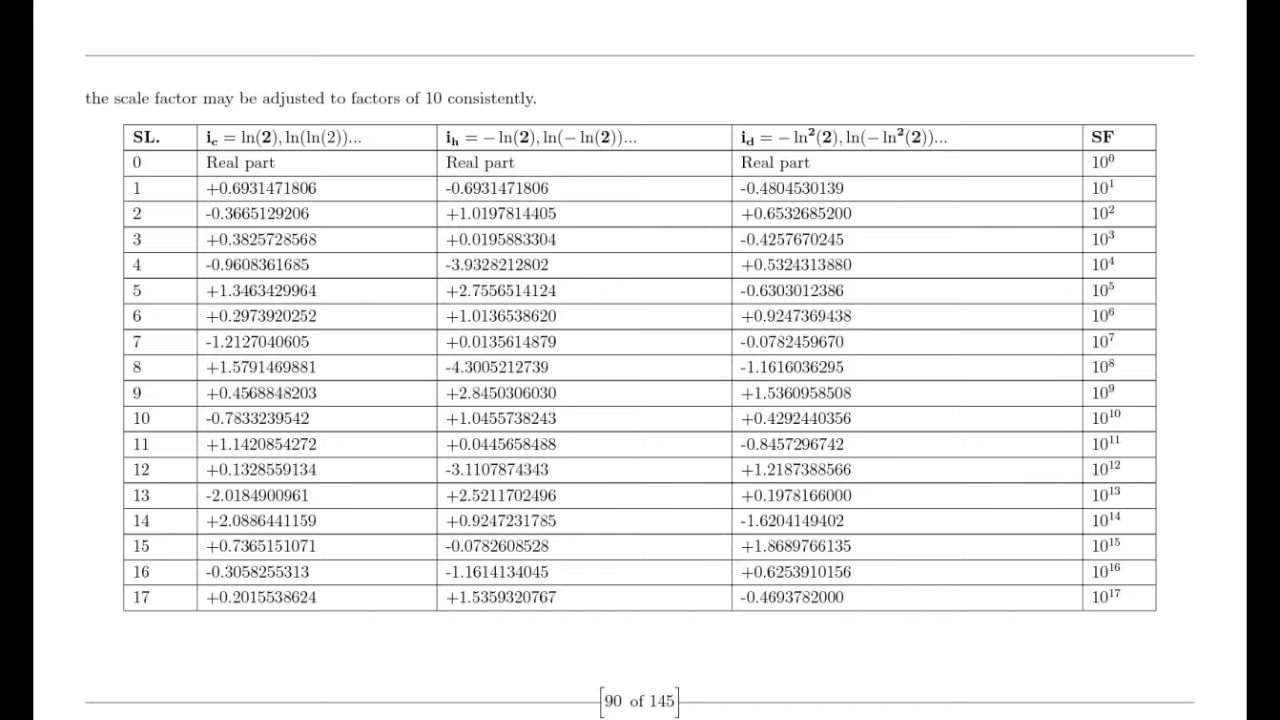 the scale factor may be adjusted to factors of 10 consistently.
SL. i_c = ln(2), ln(ln(2))... i_h = − ln(2), ln(− ln(2))... i_d = − ln²(2), ln(− ln²(2))... SF
0 Real part Real part Real part 10⁰
1 +0.6931471806 -0.6931471806 -0.4804530139 10¹
2 -0.3665129206 +1.0197814405 +0.6532685200 10²
3 +0.3825728568 +0.0195883304 -0.4257670245 10³
4 -0.9608361685 -3.9328212802 +0.5324313880 10⁴
5 +1.3463429964 +2.7556514124 -0.6303012386 10⁵
6 +0.2973920252 +1.0136538620 +0.9247369438 10⁶
7 -1.2127040605 +0.0135614879 -0.0782459670 10⁷
8 +1.5791469881 -4.3005212739 -1.1616036295 10⁸
9 +0.4568848203 +2.8450306030 +1.5360958508 10⁹
10 -0.7833239542 +1.0455738243 +0.4292440356 10¹⁰
11 +1.1420854272 +0.0445658488 -0.8457296742 10¹¹
12 +0.1328559134 -3.1107874343 +1.2187388566 10¹²
13 -2.0184900961 +2.5211702496 +0.1978166000 10¹³
14 +2.0886441159 +0.9247231785 -1.6204149402 10¹⁴
15 +0.7365151071 -0.0782608528 +1.8689766135 10¹⁵
16 -0.3058255313 -1.1614134045 +0.6253910156 10¹⁶
17 +0.2015538624 +1.5359320767 -0.4693782000 10¹⁷
[90 of 145]